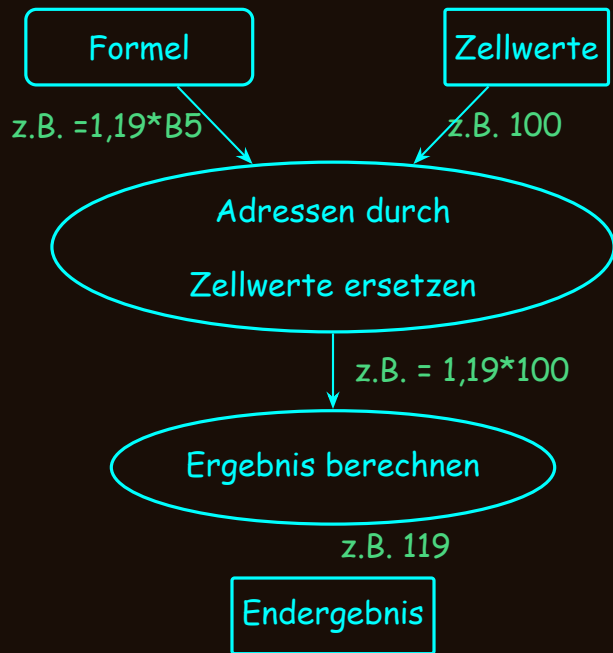 Formel
Zellwerte
z.B. =1,19*B5
z.B. 100
Adressen durch
Zellwerte ersetzen
z.B. = 1,19*100
Ergebnis berechnen
z.B. 119
Endergebnis